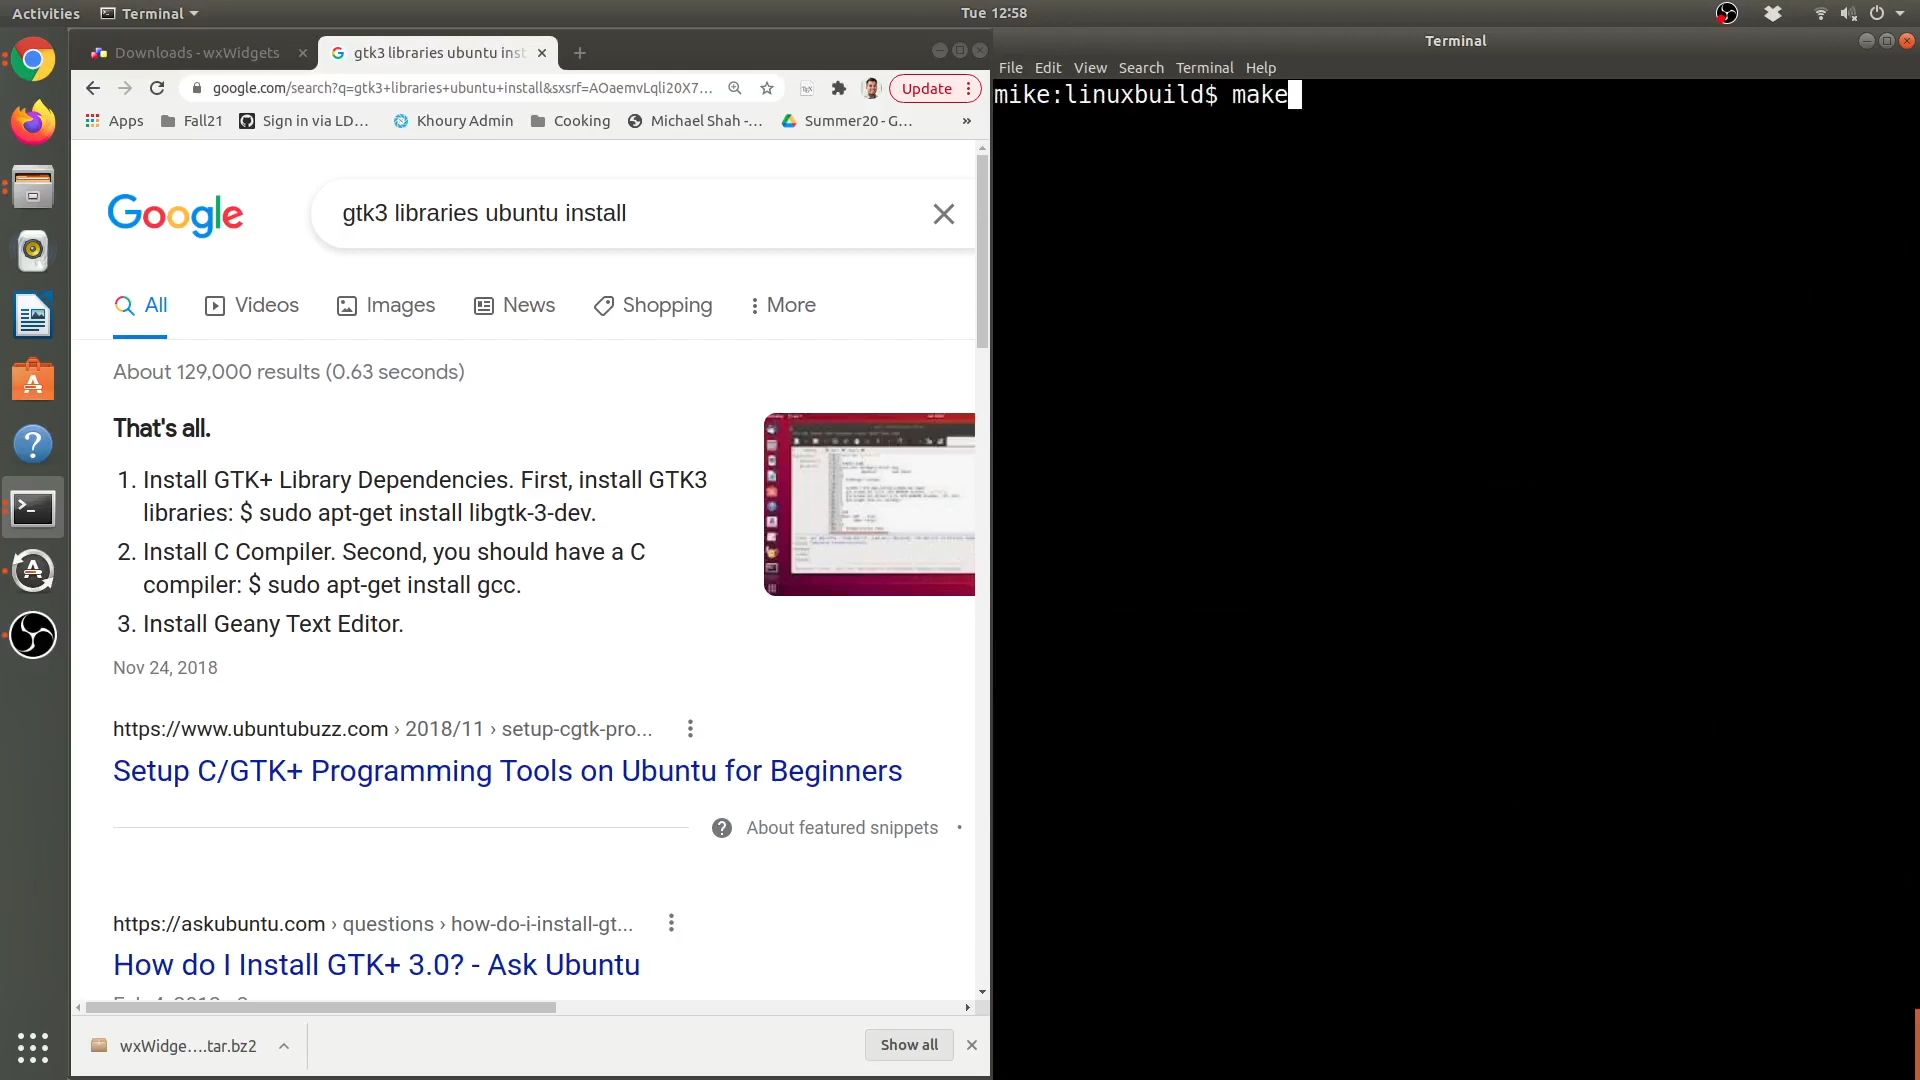 Activities
Terminal
Tue 12:58
Downloads - wxWidgets
gtk3 libraries ubuntu inst
google.com/search?q=gtk3+libraries+ubuntu+install&sxsrf=AOaemvLqli20X7...
Update
Apps
Fall21
Sign in via LD...
Khoury Admin
Cooking
Michael Shah -...
Summer20 - G...
»
Google
gtk3 libraries ubuntu install
All
Videos
Images
News
Shopping
More
About 129,000 results (0.63 seconds)
That's all.
1. Install GTK+ Library Dependencies. First, install GTK3
libraries: $ sudo apt-get install libgtk-3-dev.
2. Install C Compiler. Second, you should have a C
compiler: $ sudo apt-get install gcc.
3. Install Geany Text Editor.
Nov 24, 2018
https://www.ubuntubuzz.com › 2018/11 › setup-cgtk-pro...
Setup C/GTK+ Programming Tools on Ubuntu for Beginners
About featured snippets •
https://askubuntu.com › questions › how-do-i-install-gt...
How do I Install GTK+ 3.0? - Ask Ubuntu
wxWidge....tar.bz2
Show all
Terminal
File Edit View Search Terminal Help
mike:linuxbuild$ make